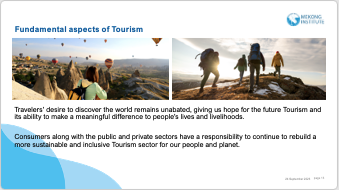 MEKONG
INSTITUTE
Fundamental aspects of Tourism
Travelers' desire to discover the world remains unabated, giving us hope for the future Tourism and
its ability to make a meaningful difference to people's lives and livelihoods.
Consumers along with the public and private sectors have a responsibility to continue to rebuild a
more sustainable and inclusive Tourism sector for our people and planet.